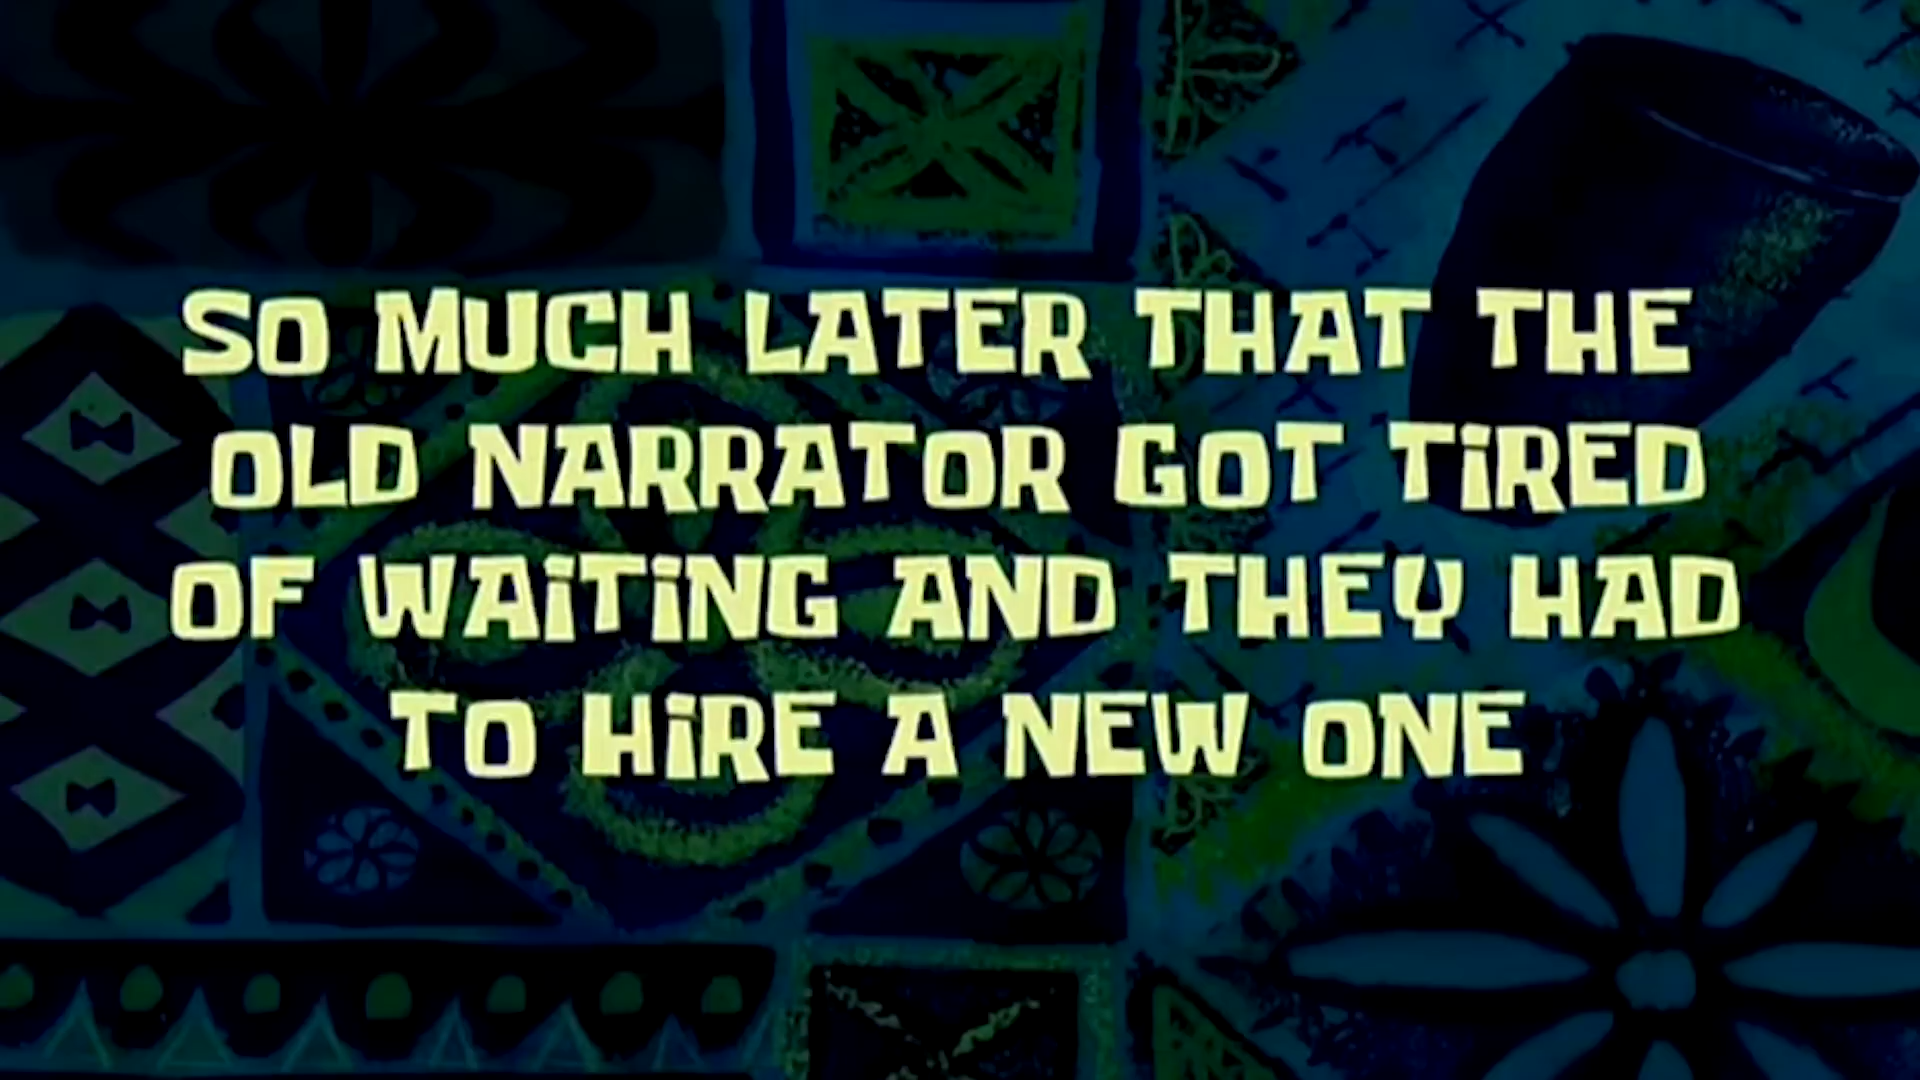 SO MUCH LATER THAT THE
OLD NARRATOR GOT TiRED
OF WAiTiNG AND THEY HAD
TO HiRE A NEW ONE